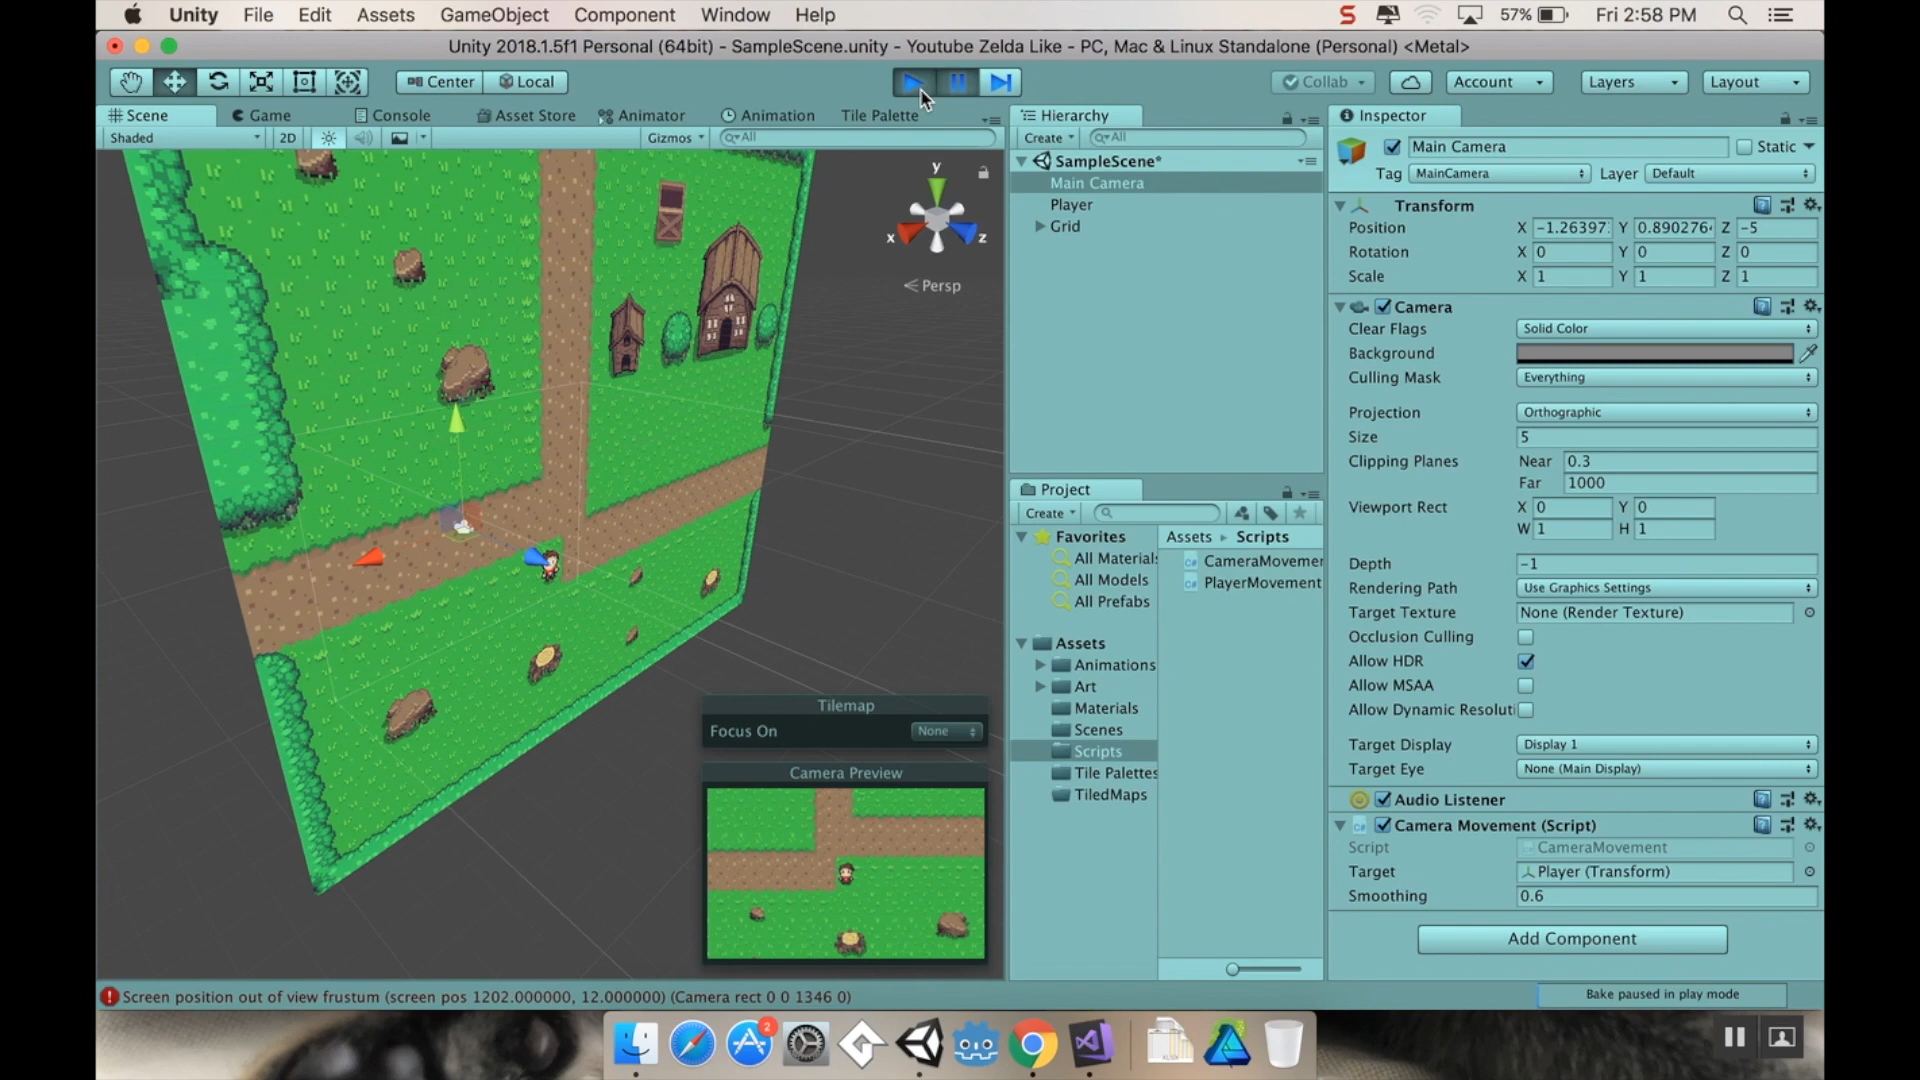 Unity File Edit Assets GameObject Component Window Help 57% Fri 2:58 PM
Unity 2018.1.5f1 Personal (64bit) - SampleScene.unity - Youtube Zelda Like - PC, Mac & Linux Standalone (Personal) <Metal>
Center Local Collab Account Layers Layout
Scene Game Console Asset Store Animator Animation Tile Palette
Shaded 2D Gizmos All
y
x z
Persp
Tilemap
Focus On None
Camera Preview
Hierarchy
Create All
SampleScene*
Main Camera
Player
Grid
Project
Create
Favorites
All Materials
All Models
All Prefabs
Assets
Animations
Art
Materials
Scenes
Scripts
Tile Palettes
TiledMaps
Assets Scripts
CameraMovemen
PlayerMovement
Inspector
Main Camera Static
Tag MainCamera Layer Default
Transform
Position X -1.26397 Y 0.890276 Z -5
Rotation X 0 Y 0 Z 0
Scale X 1 Y 1 Z 1
Camera
Clear Flags Solid Color
Background
Culling Mask Everything
Projection Orthographic
Size 5
Clipping Planes Near 0.3
Far 1000
Viewport Rect X 0 Y 0
W 1 H 1
Depth -1
Rendering Path Use Graphics Settings
Target Texture None (Render Texture)
Occlusion Culling
Allow HDR
Allow MSAA
Allow Dynamic Resoluti
Target Display Display 1
Target Eye None (Main Display)
Audio Listener
Camera Movement (Script)
Script CameraMovement
Target Player (Transform)
Smoothing 0.6
Add Component
Screen position out of view frustum (screen pos 1202.000000, 12.000000) (Camera rect 0 0 1346 0)
Bake paused in play mode
2
XLSX